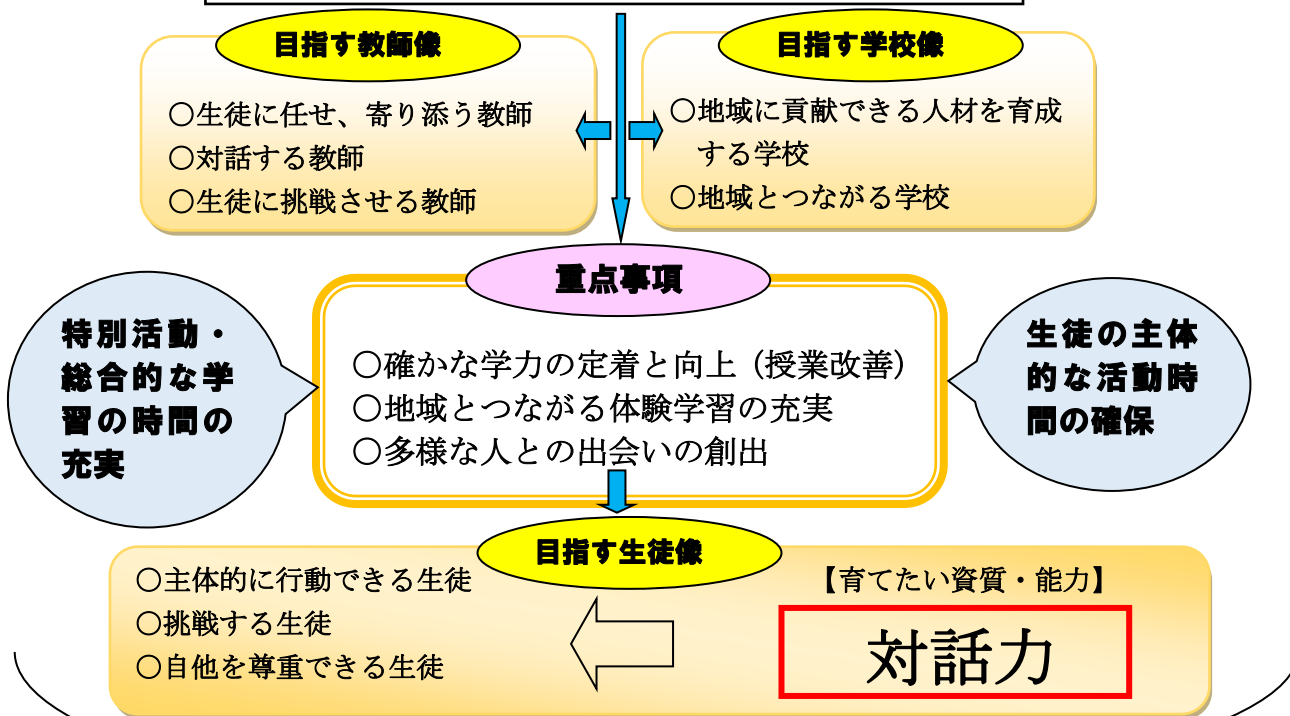 目指す教師像
○生徒に任せ、寄り添う教師
○対話する教師
○生徒に挑戦させる教師
目指す学校像
○地域に貢献できる人材を育成
する学校
○地域とつながる学校
重点事項
特別活動・
総合的な学
習の時間の
充実
○確かな学力の定着と向上（授業改善）
○地域とつながる体験学習の充実
○多様な人との出会いの創出
生徒の主体
的な活動時
間の確保
目指す生徒像
○主体的に行動できる生徒
○挑戦する生徒
○自他を尊重できる生徒
【育てたい資質・能力】
対話力